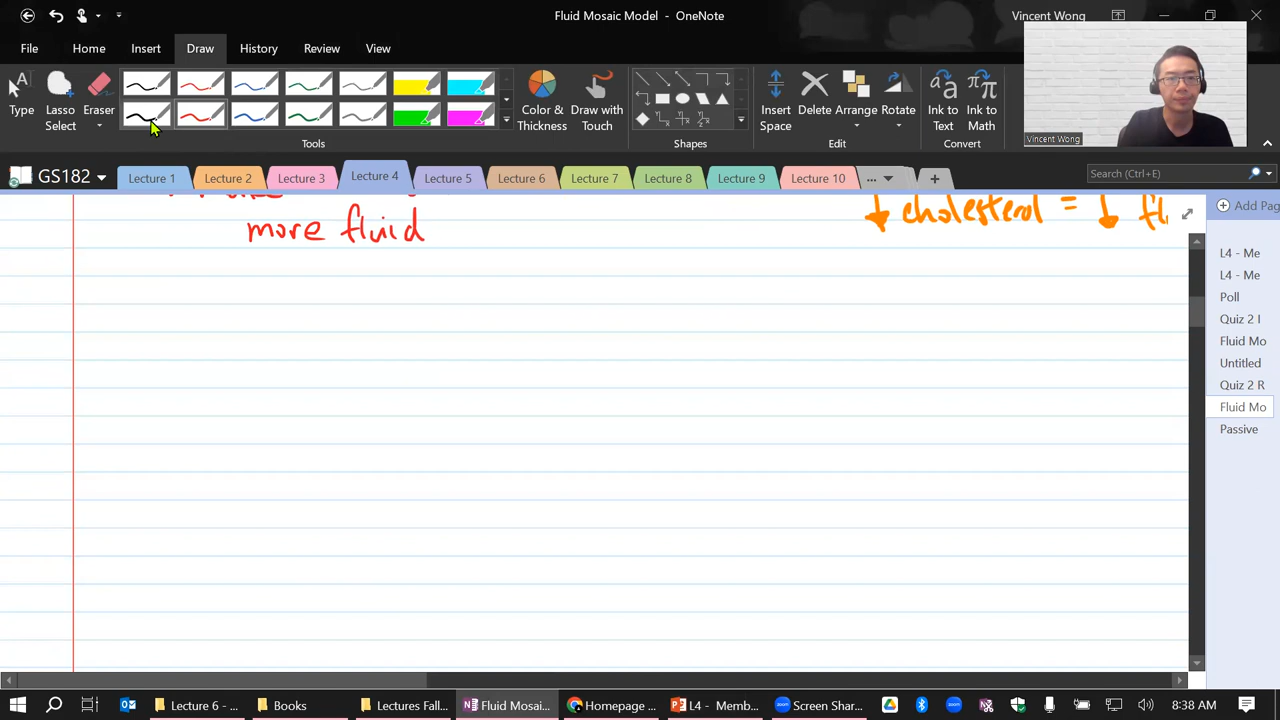 Fluid Mosaic Model - OneNote
Vincent Wong
File
Home
Insert
Draw
History
Review
View
Type
Lasso
Select
Eraser
Color &
Thickness
Draw with
Touch
Insert
Space
Delete
Arrange
Rotate
Ink to
Text
Ink to
Math
Tools
Shapes
Edit
Convert
Vincent Wong
GS182
Lecture 1
Lecture 2
Lecture 3
Lecture 4
Lecture 5
Lecture 6
Lecture 7
Lecture 8
Lecture 9
Lecture 10
...
Search (Ctrl+E)
Add Pag
more fluid
↓ cholesterol = ↓ fl
L4 - Me
L4 - Me
Poll
Quiz 2 I
Fluid Mo
Untitled
Quiz 2 R
Fluid Mo
Passive
Lecture 6 - ...
Books
Lectures Fall...
Fluid Mosai...
Homepage ...
L4 - Memb...
Screen Shar...
8:38 AM